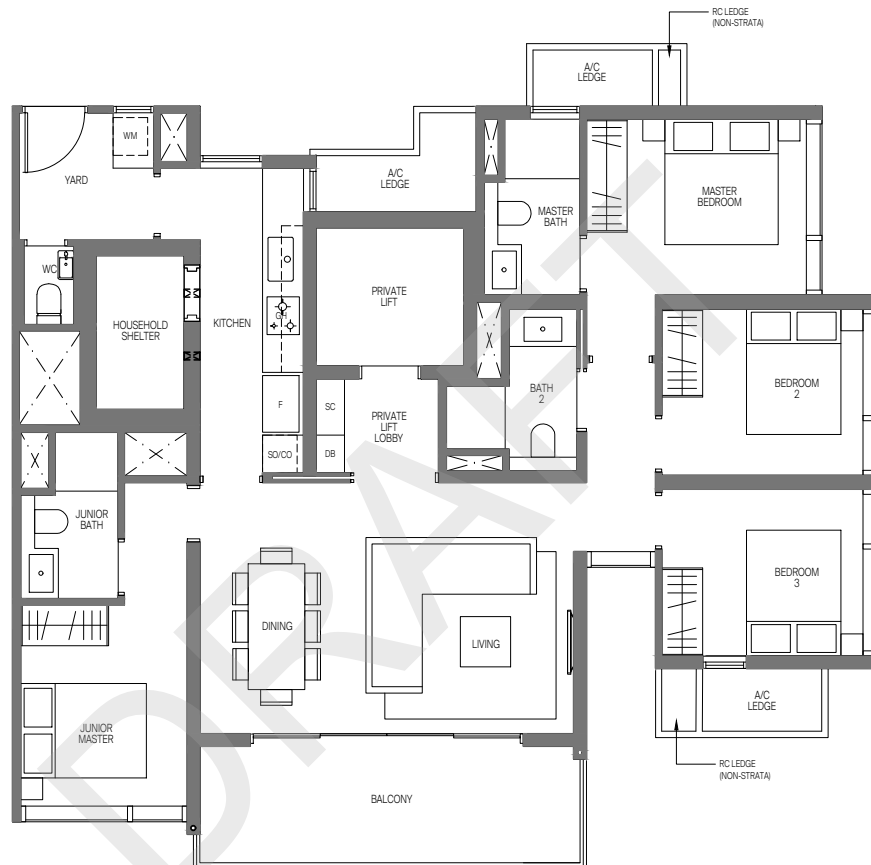 RC LEDGE
(NON-STRATA)
A/C
LEDGE
WM
YARD
A/C
LEDGE
MASTER
BEDROOM
MASTER
BATH
WC
PRIVATE
LIFT
HOUSEHOLD
SHELTER
KITCHEN
GH
BATH
2
BEDROOM
2
F
SC
PRIVATE
LIFT
LOBBY
SO/CO
DB
JUNIOR
BATH
BEDROOM
3
DINING
LIVING
A/C
LEDGE
JUNIOR
MASTER
RC LEDGE
(NON-STRATA)
BALCONY
DRAFT